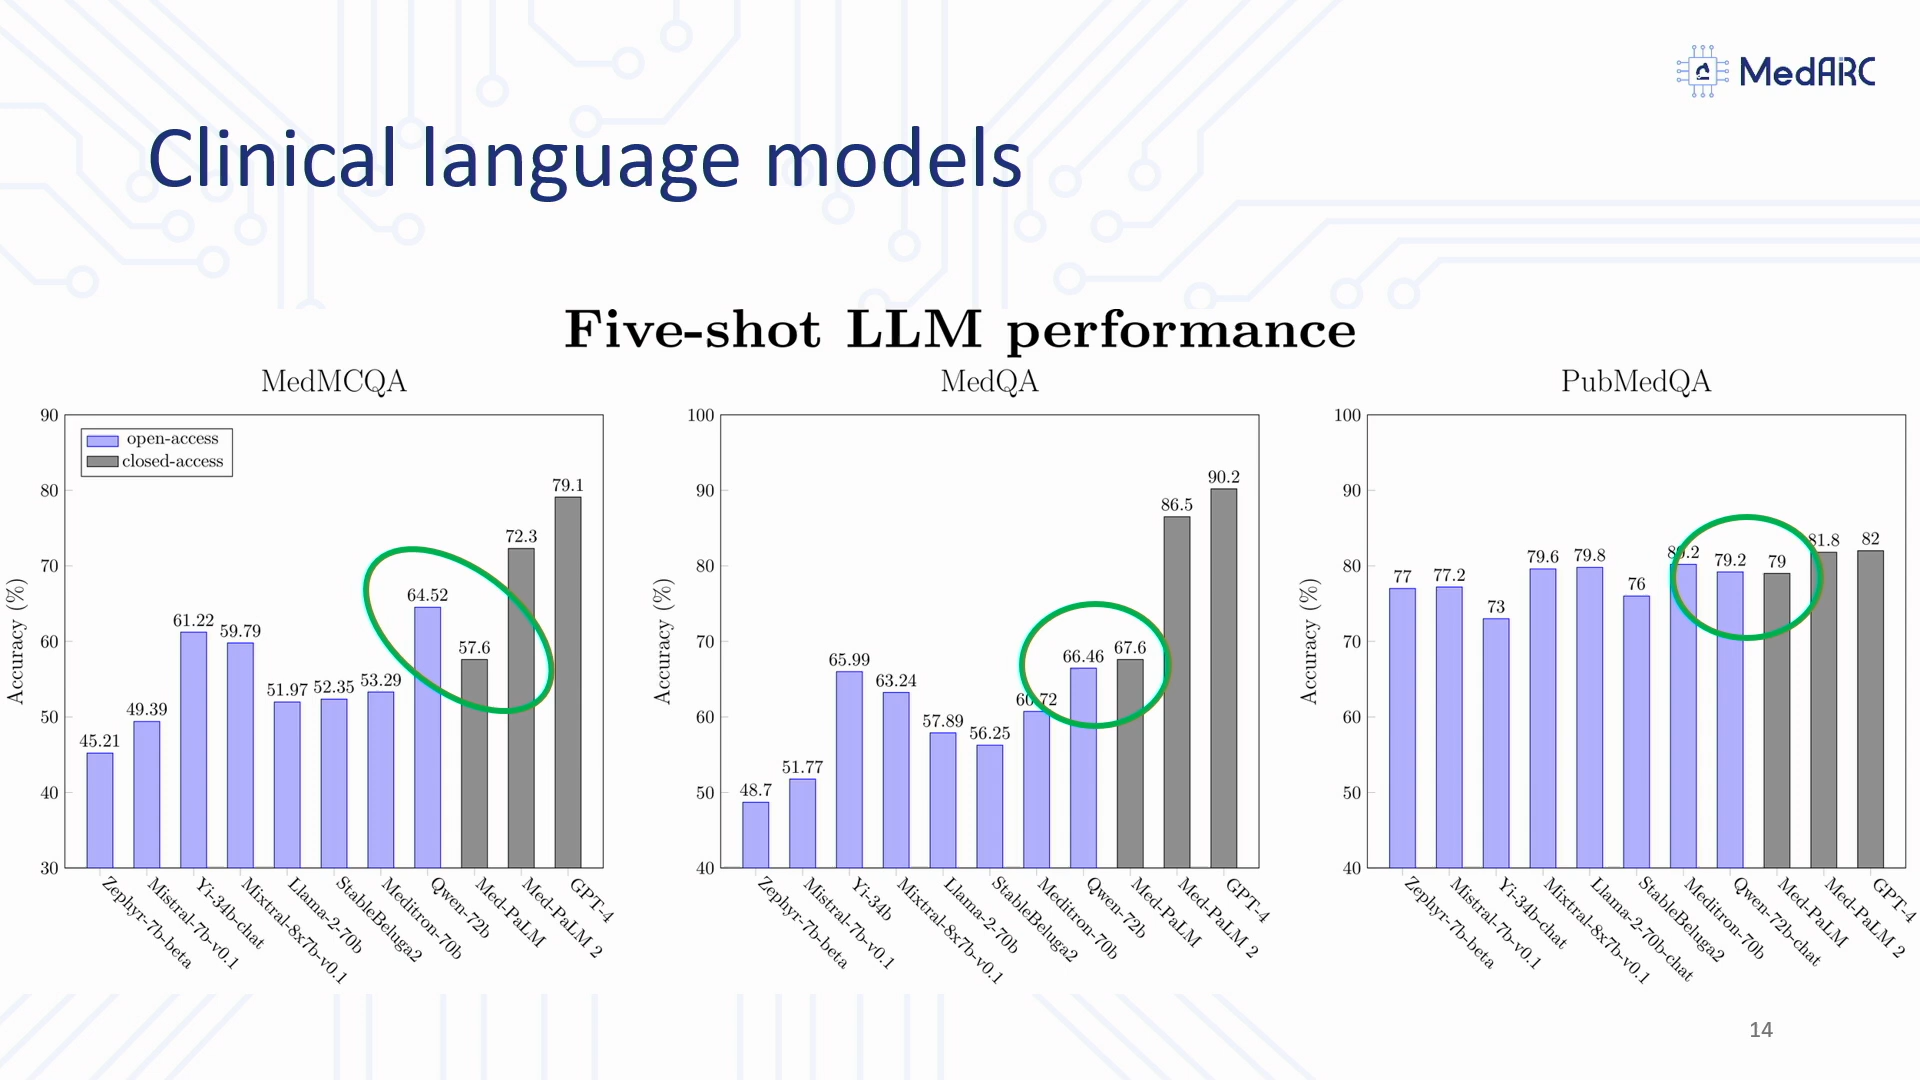 MedARC
Clinical language models
Five-shot LLM performance
MedMCQA
Accuracy (%)
90
80
70
60
50
40
30
open-access
closed-access
45.21
49.39
61.22
59.79
51.97
52.35
53.29
64.52
57.6
72.3
79.1
Zephyr-7b-beta
Mistral-7b-v0.1
Yi-34b-chat
Mixtral-8x7b-v0.1
Llama-2-70b
StableBeluga2
Meditron-70b
Qwen-72b
Med-PaLM
Med-PaLM 2
GPT-4
MedQA
Accuracy (%)
100
90
80
70
60
50
40
48.7
51.77
65.99
63.24
57.89
56.25
60.72
66.46
67.6
86.5
90.2
Zephyr-7b-beta
Mistral-7b-v0.1
Yi-34b
Mixtral-8x7b-v0.1
Llama-2-70b
StableBeluga2
Meditron-70b
Qwen-72b
Med-PaLM
Med-PaLM 2
GPT-4
PubMedQA
Accuracy (%)
100
90
80
70
60
50
40
77
77.2
73
79.6
79.8
76
80.2
79.2
79
81.8
82
Zephyr-7b-beta
Mistral-7b-v0.1
Yi-34b-chat
Mixtral-8x7b-v0.1
Llama-2-70b-chat
StableBeluga2
Meditron-70b
Qwen-72b-chat
Med-PaLM
Med-PaLM 2
GPT-4
14